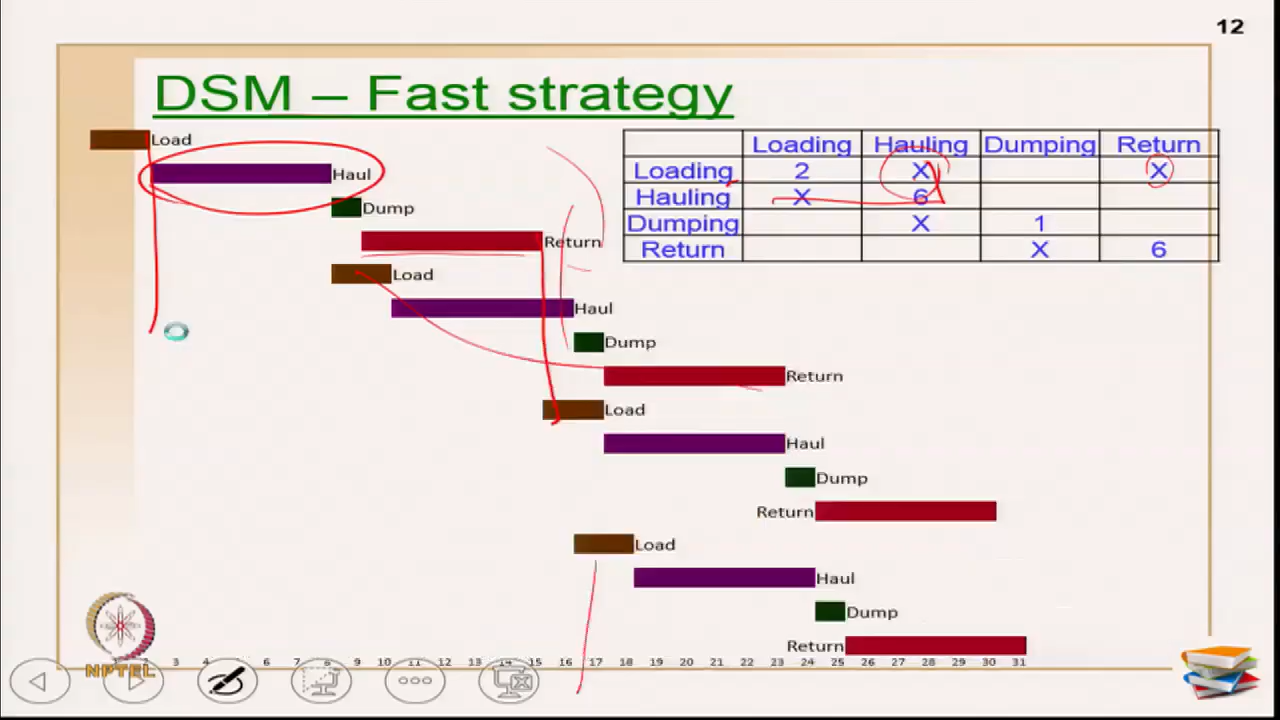 12
DSM – Fast strategy
Loading Hauling Dumping Return
Loading 2 X X
Hauling X 6
Dumping X 1
Return X 6
Load
Haul
Dump
Return
Load
Haul
Dump
Return
Load
Haul
Dump
Return
Load
Haul
Dump
Return
3 4 6 7 8 9 10 11 12 13 14 15 16 17 18 19 20 21 22 23 24 25 26 27 28 29 30 31
NPTEL